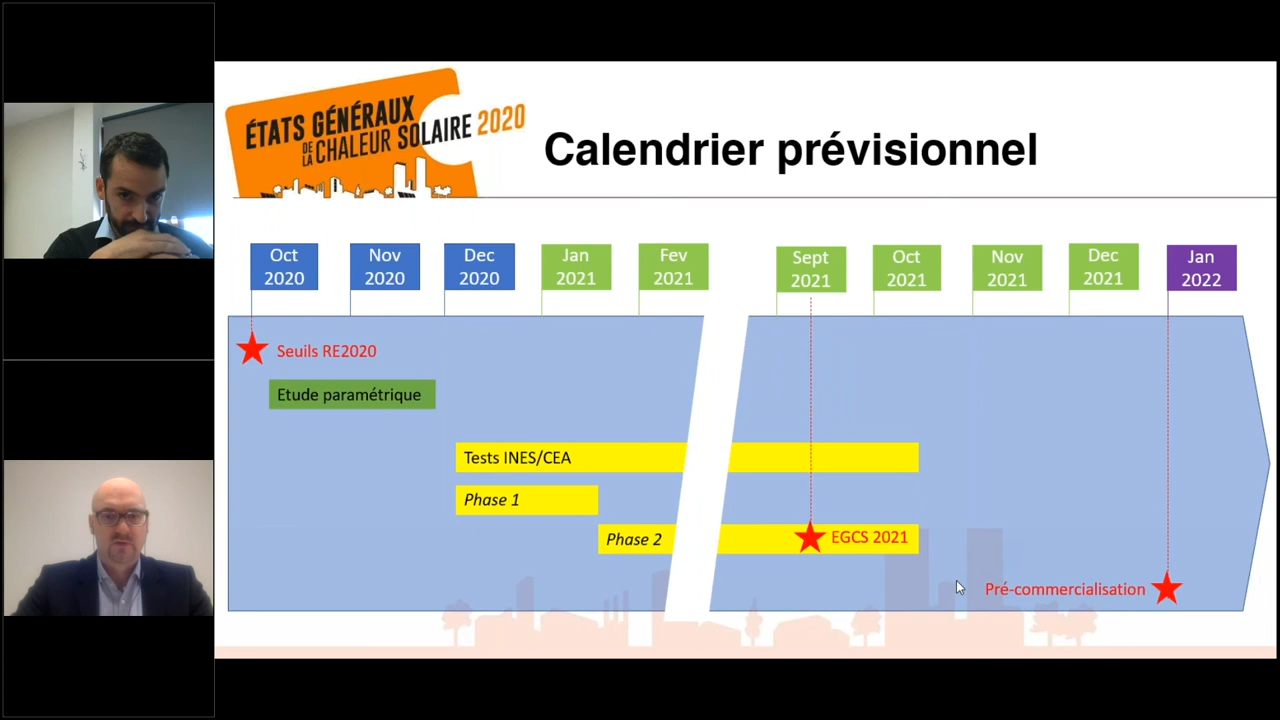 ÉTATS GÉNÉRAUX
DE LA CHALEUR SOLAIRE 2020
Calendrier prévisionnel
Oct 2020
Nov 2020
Dec 2020
Jan 2021
Fev 2021
Sept 2021
Oct 2021
Nov 2021
Dec 2021
Jan 2022
Seuils RE2020
Etude paramétrique
Tests INES/CEA
Phase 1
Phase 2
EGCS 2021
Pré-commercialisation